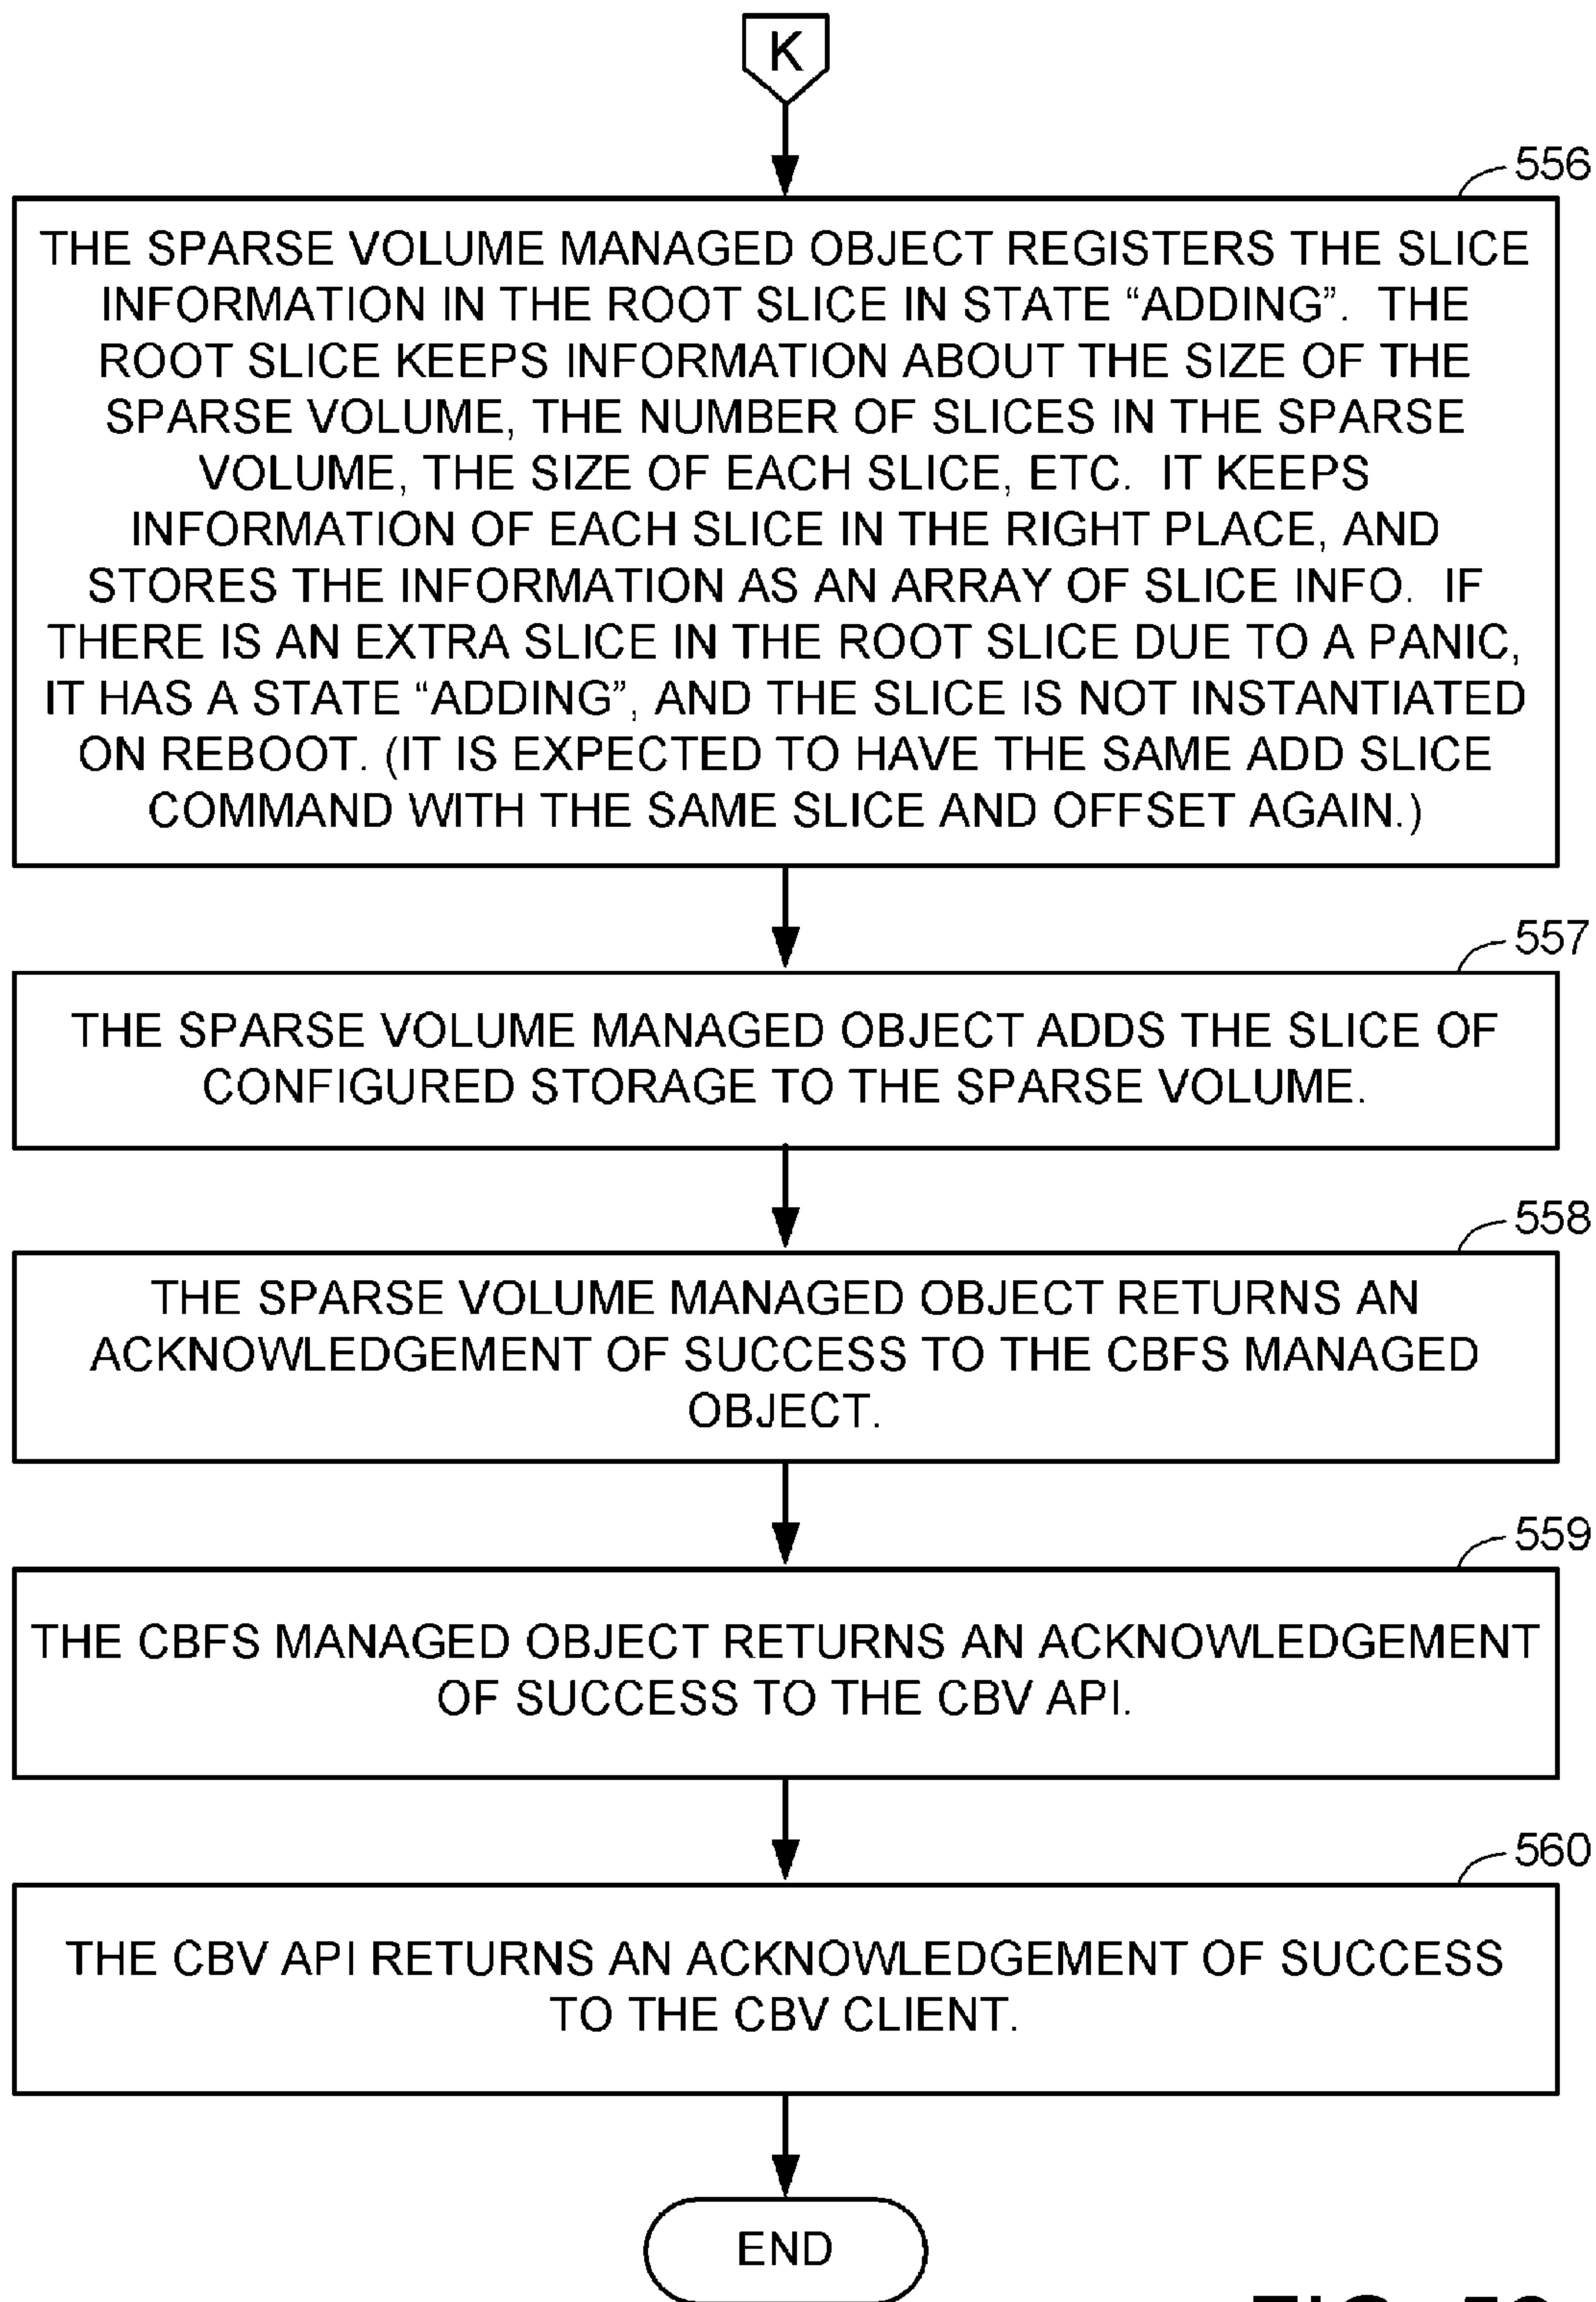 K
556
THE SPARSE VOLUME MANAGED OBJECT REGISTERS THE SLICE
INFORMATION IN THE ROOT SLICE IN STATE “ADDING”. THE
ROOT SLICE KEEPS INFORMATION ABOUT THE SIZE OF THE
SPARSE VOLUME, THE NUMBER OF SLICES IN THE SPARSE
VOLUME, THE SIZE OF EACH SLICE, ETC. IT KEEPS
INFORMATION OF EACH SLICE IN THE RIGHT PLACE, AND
STORES THE INFORMATION AS AN ARRAY OF SLICE INFO. IF
THERE IS AN EXTRA SLICE IN THE ROOT SLICE DUE TO A PANIC,
IT HAS A STATE “ADDING”, AND THE SLICE IS NOT INSTANTIATED
ON REBOOT. (IT IS EXPECTED TO HAVE THE SAME ADD SLICE
COMMAND WITH THE SAME SLICE AND OFFSET AGAIN.)
557
THE SPARSE VOLUME MANAGED OBJECT ADDS THE SLICE OF
CONFIGURED STORAGE TO THE SPARSE VOLUME.
558
THE SPARSE VOLUME MANAGED OBJECT RETURNS AN
ACKNOWLEDGEMENT OF SUCCESS TO THE CBFS MANAGED
OBJECT.
559
THE CBFS MANAGED OBJECT RETURNS AN ACKNOWLEDGEMENT
OF SUCCESS TO THE CBV API.
560
THE CBV API RETURNS AN ACKNOWLEDGEMENT OF SUCCESS
TO THE CBV CLIENT.
END